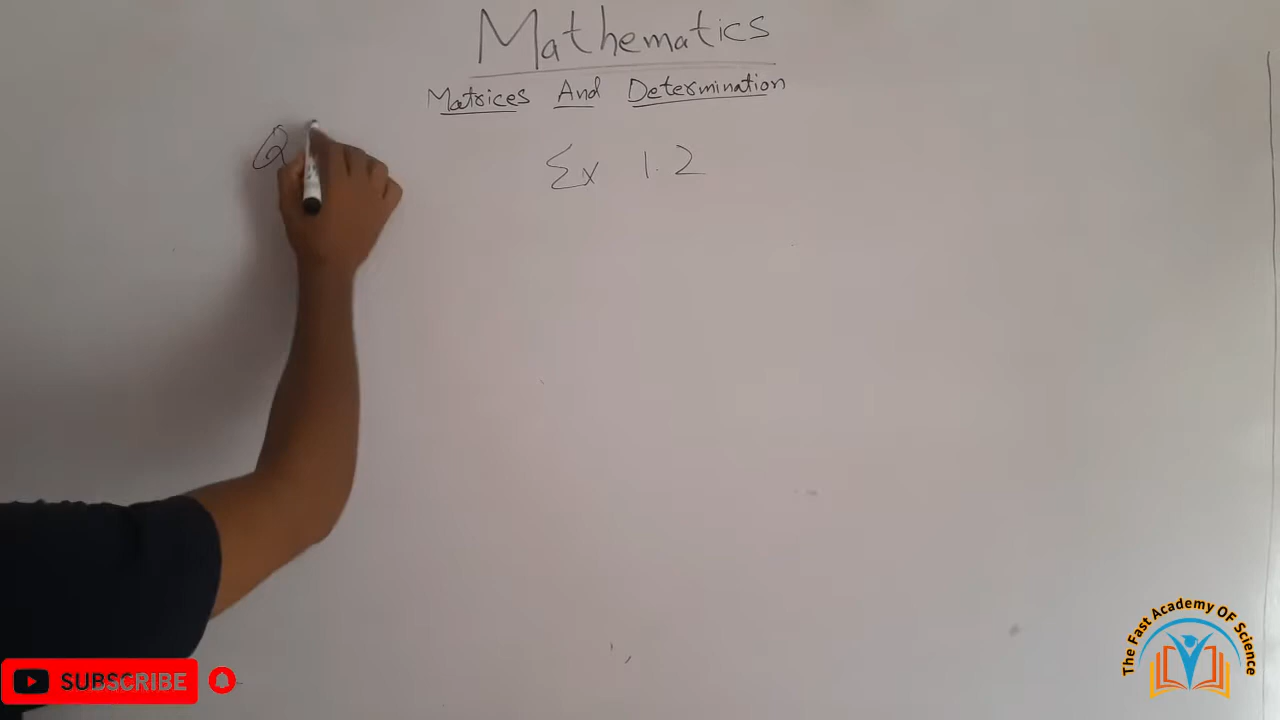 Mathematics
Matrices And Determination
Q
Ex 1.2
The Fast Academy OF Science
SUBSCRIBE